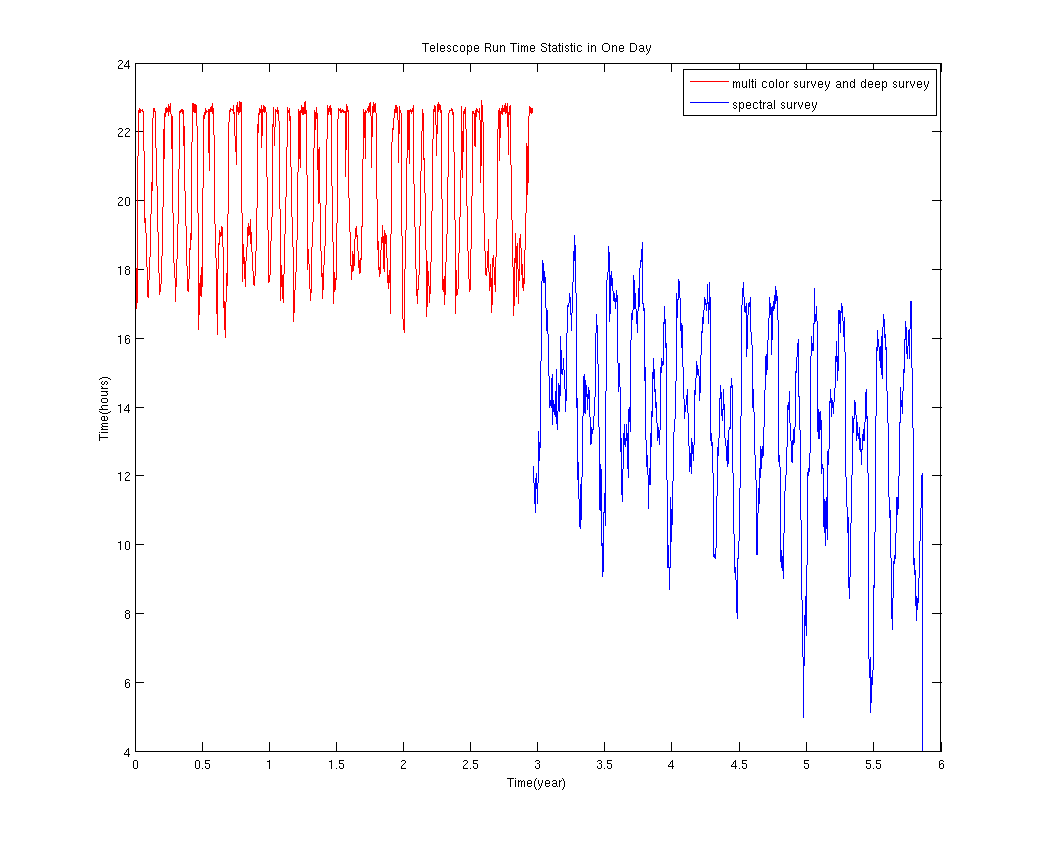 Telescope Run Time Statistic in One Day
multi color survey and deep survey
spectral survey
24
22
20
18
16
14
12
10
8
6
4
Time(hours)
0 0.5 1 1.5 2 2.5 3 3.5 4 4.5 5 5.5 6
Time(year)